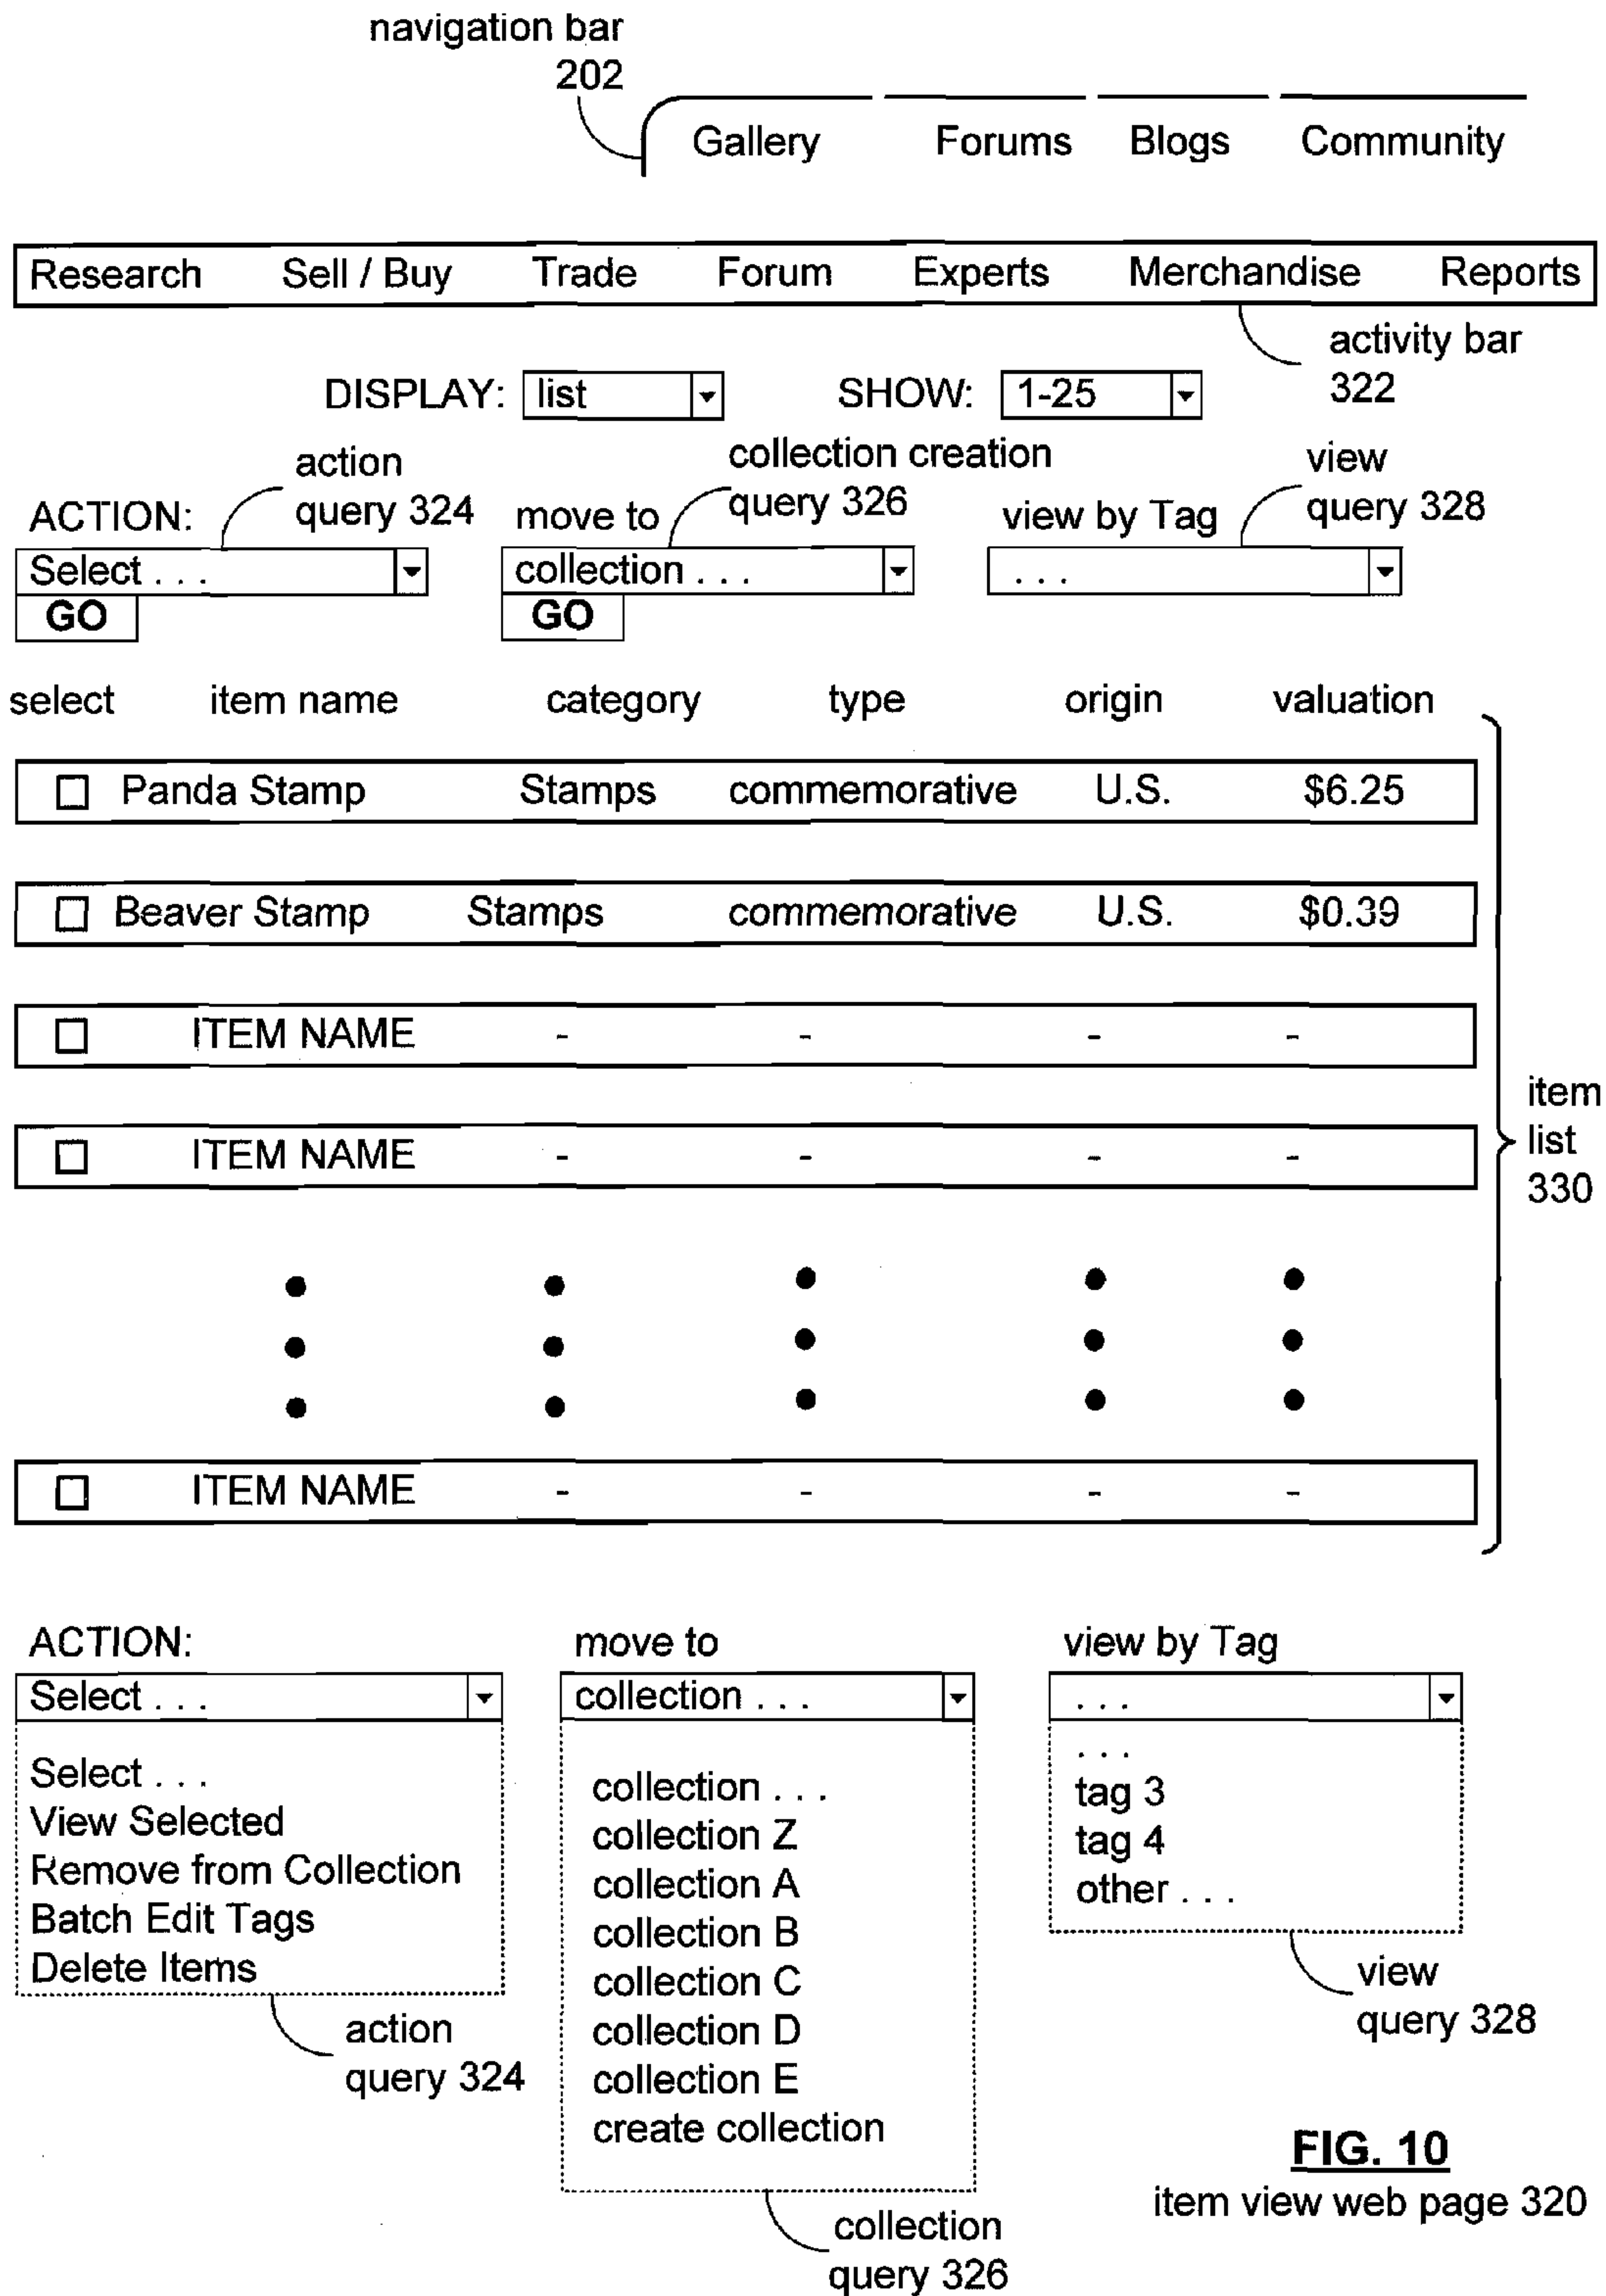 navigation bar
202
Gallery Forums Blogs Community
Research Sell / Buy Trade Forum Experts Merchandise Reports
activity bar
322
DISPLAY: list SHOW: 1-25
action
query 324
collection creation
query 326
view
query 328
ACTION: move to view by Tag
Select . . . collection . . . . . .
GO GO
select item name category type origin valuation
Panda Stamp Stamps commemorative U.S. $6.25
Beaver Stamp Stamps commemorative U.S. $0.39
ITEM NAME - - - -
ITEM NAME - - - -
item
list
330
ITEM NAME - - - -
ACTION: move to view by Tag
Select . . . collection . . . . . .
Select . . .
View Selected
Remove from Collection
Batch Edit Tags
Delete Items
action
query 324
collection . . .
collection Z
collection A
collection B
collection C
collection D
collection E
create collection
collection
query 326
. . .
tag 3
tag 4
other . . .
view
query 328
FIG. 10
item view web page 320